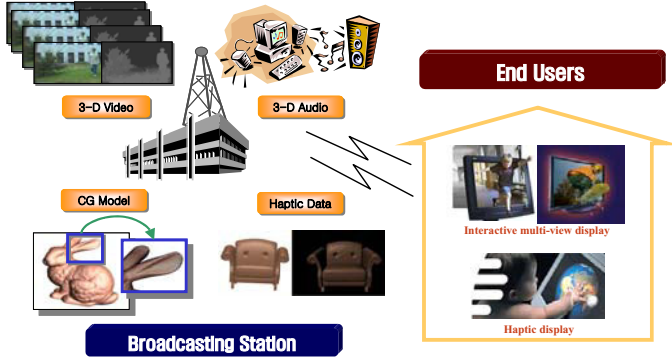 3-D Video
3-D Audio
End Users
CG Model
Haptic Data
Interactive multi-view display
Haptic display
Broadcasting Station